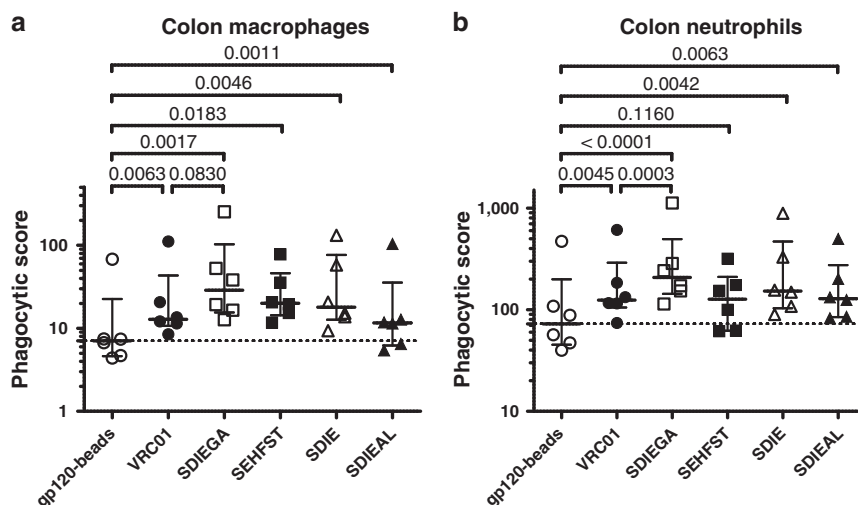 a
Colon macrophages
0.0011
0.0046
0.0183
0.0017
0.0063 0.0830
Phagocytic score
100
10
1
gp120-beads
VRC01
SDIEGA
SEHFST
SDIE
SDIEAL
b
Colon neutrophils
0.0063
0.0042
0.1160
< 0.0001
0.0045 0.0003
Phagocytic score
1,000
100
10
gp120-beads
VRC01
SDIEGA
SEHFST
SDIE
SDIEAL